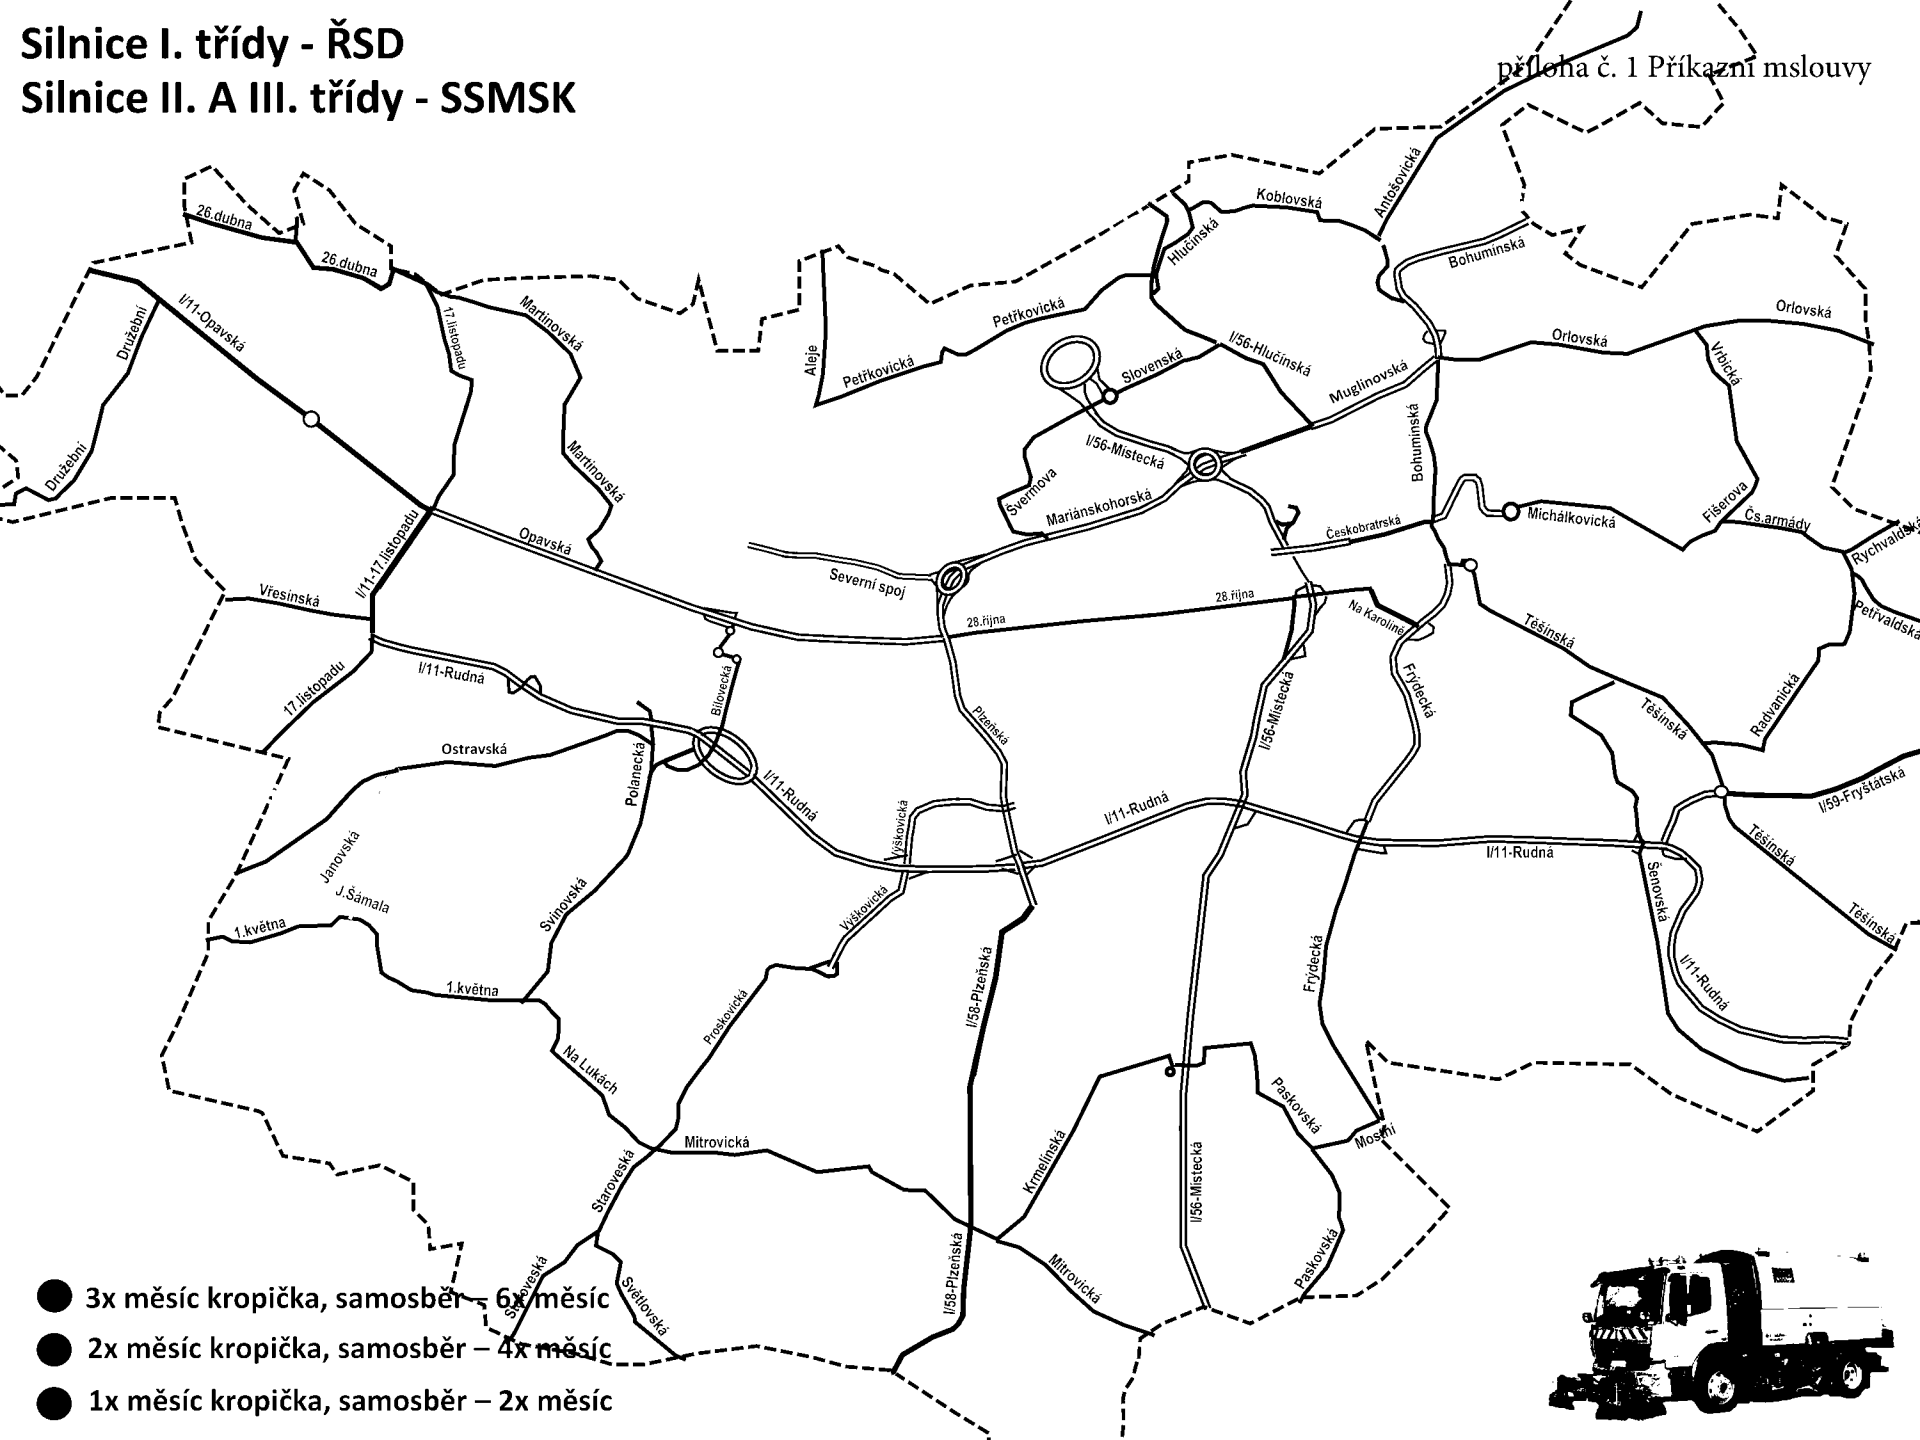 Silnice I. třídy - ŘSD
Silnice II. A III. třídy - SSMSK
příloha č. 1 Příkazní mslouvy
26.dubna
26.dubna
I/11-Opavská
Družební
Družební
17.listopadu
Martinovská
Martinovská
Aleje
Petřkovická
Petřkovická
Hlučínská
Koblovská
Antošovická
Bohumínská
Orlovská
Orlovská
Vrbická
I/56-Hlučínská
Slovenská
Muglinovská
Bohumínská
I/56-Místecká
Švermova
Mariánskohorská
Českobratrská
Michálkovická
Fišerova
Čs.armády
Rychvaldská
Petřvaldská
Opavská
I/11-17.listopadu
Vřesinská
17.listopadu
I/11-Rudná
Severní spoj
28.října
28.října
Na Karolině
Těšínská
Těšínská
Radvanická
Bílovecká
Plzeňská
I/56-Místecká
Frýdecká
Ostravská
Polanecká
I/11-Rudná
Výškovická
I/11-Rudná
I/11-Rudná
I/59-Fryštátská
Těšínská
Těšínská
Janovská
J.Šámala
1.května
Svinovská
Výškovická
Šenovská
I/11-Rudná
1.května
Proskovická
I/58-Plzeňská
Frýdecká
Na Lukách
Mitrovická
Krmelínská
Paskovská
Mostní
I/56-Místecká
Staroveská
Staroveská
Světlovská
I/58-Plzeňská
Mitrovická
Paskovská
3x měsíc kropička, samosběr – 6x měsíc
2x měsíc kropička, samosběr – 4x měsíc
1x měsíc kropička, samosběr – 2x měsíc